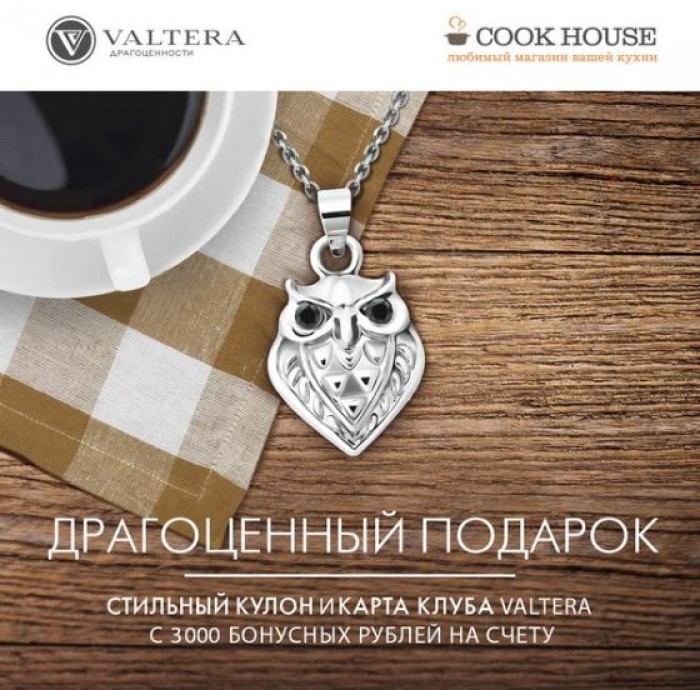 VALTERA
ДРАГОЦЕННОСТИ
COOK HOUSE
любимый магазин вашей кухни
ДРАГОЦЕННЫЙ ПОДАРОК
СТИЛЬНЫЙ КУЛОН И КАРТА КЛУБА VALTERA
С 3000 БОНУСНЫХ РУБЛЕЙ НА СЧЕТУ